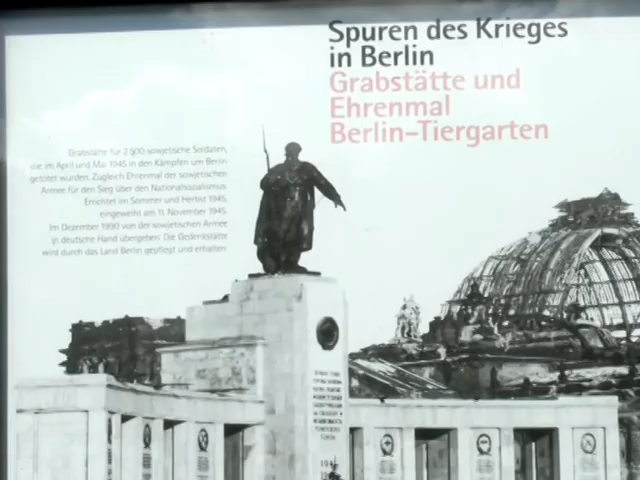 Spuren des Krieges
in Berlin
Grabstätte und
Ehrenmal
Berlin-Tiergarten
Grabstätte für 2.500 sowjetische Soldaten,
die im April und Mai 1945 in den Kämpfen um Berlin
getötet wurden. Zugleich Ehrenmal der sowjetischen
Armee für den Sieg über den Nationalsozialismus.
Errichtet im Sommer und Herbst 1945,
eingeweiht am 11. November 1945.
Im Dezember 1990 von der sowjetischen Armee
in deutsche Hand übergeben. Die Gedenkstätte
wird durch das Land Berlin gepflegt und erhalten.